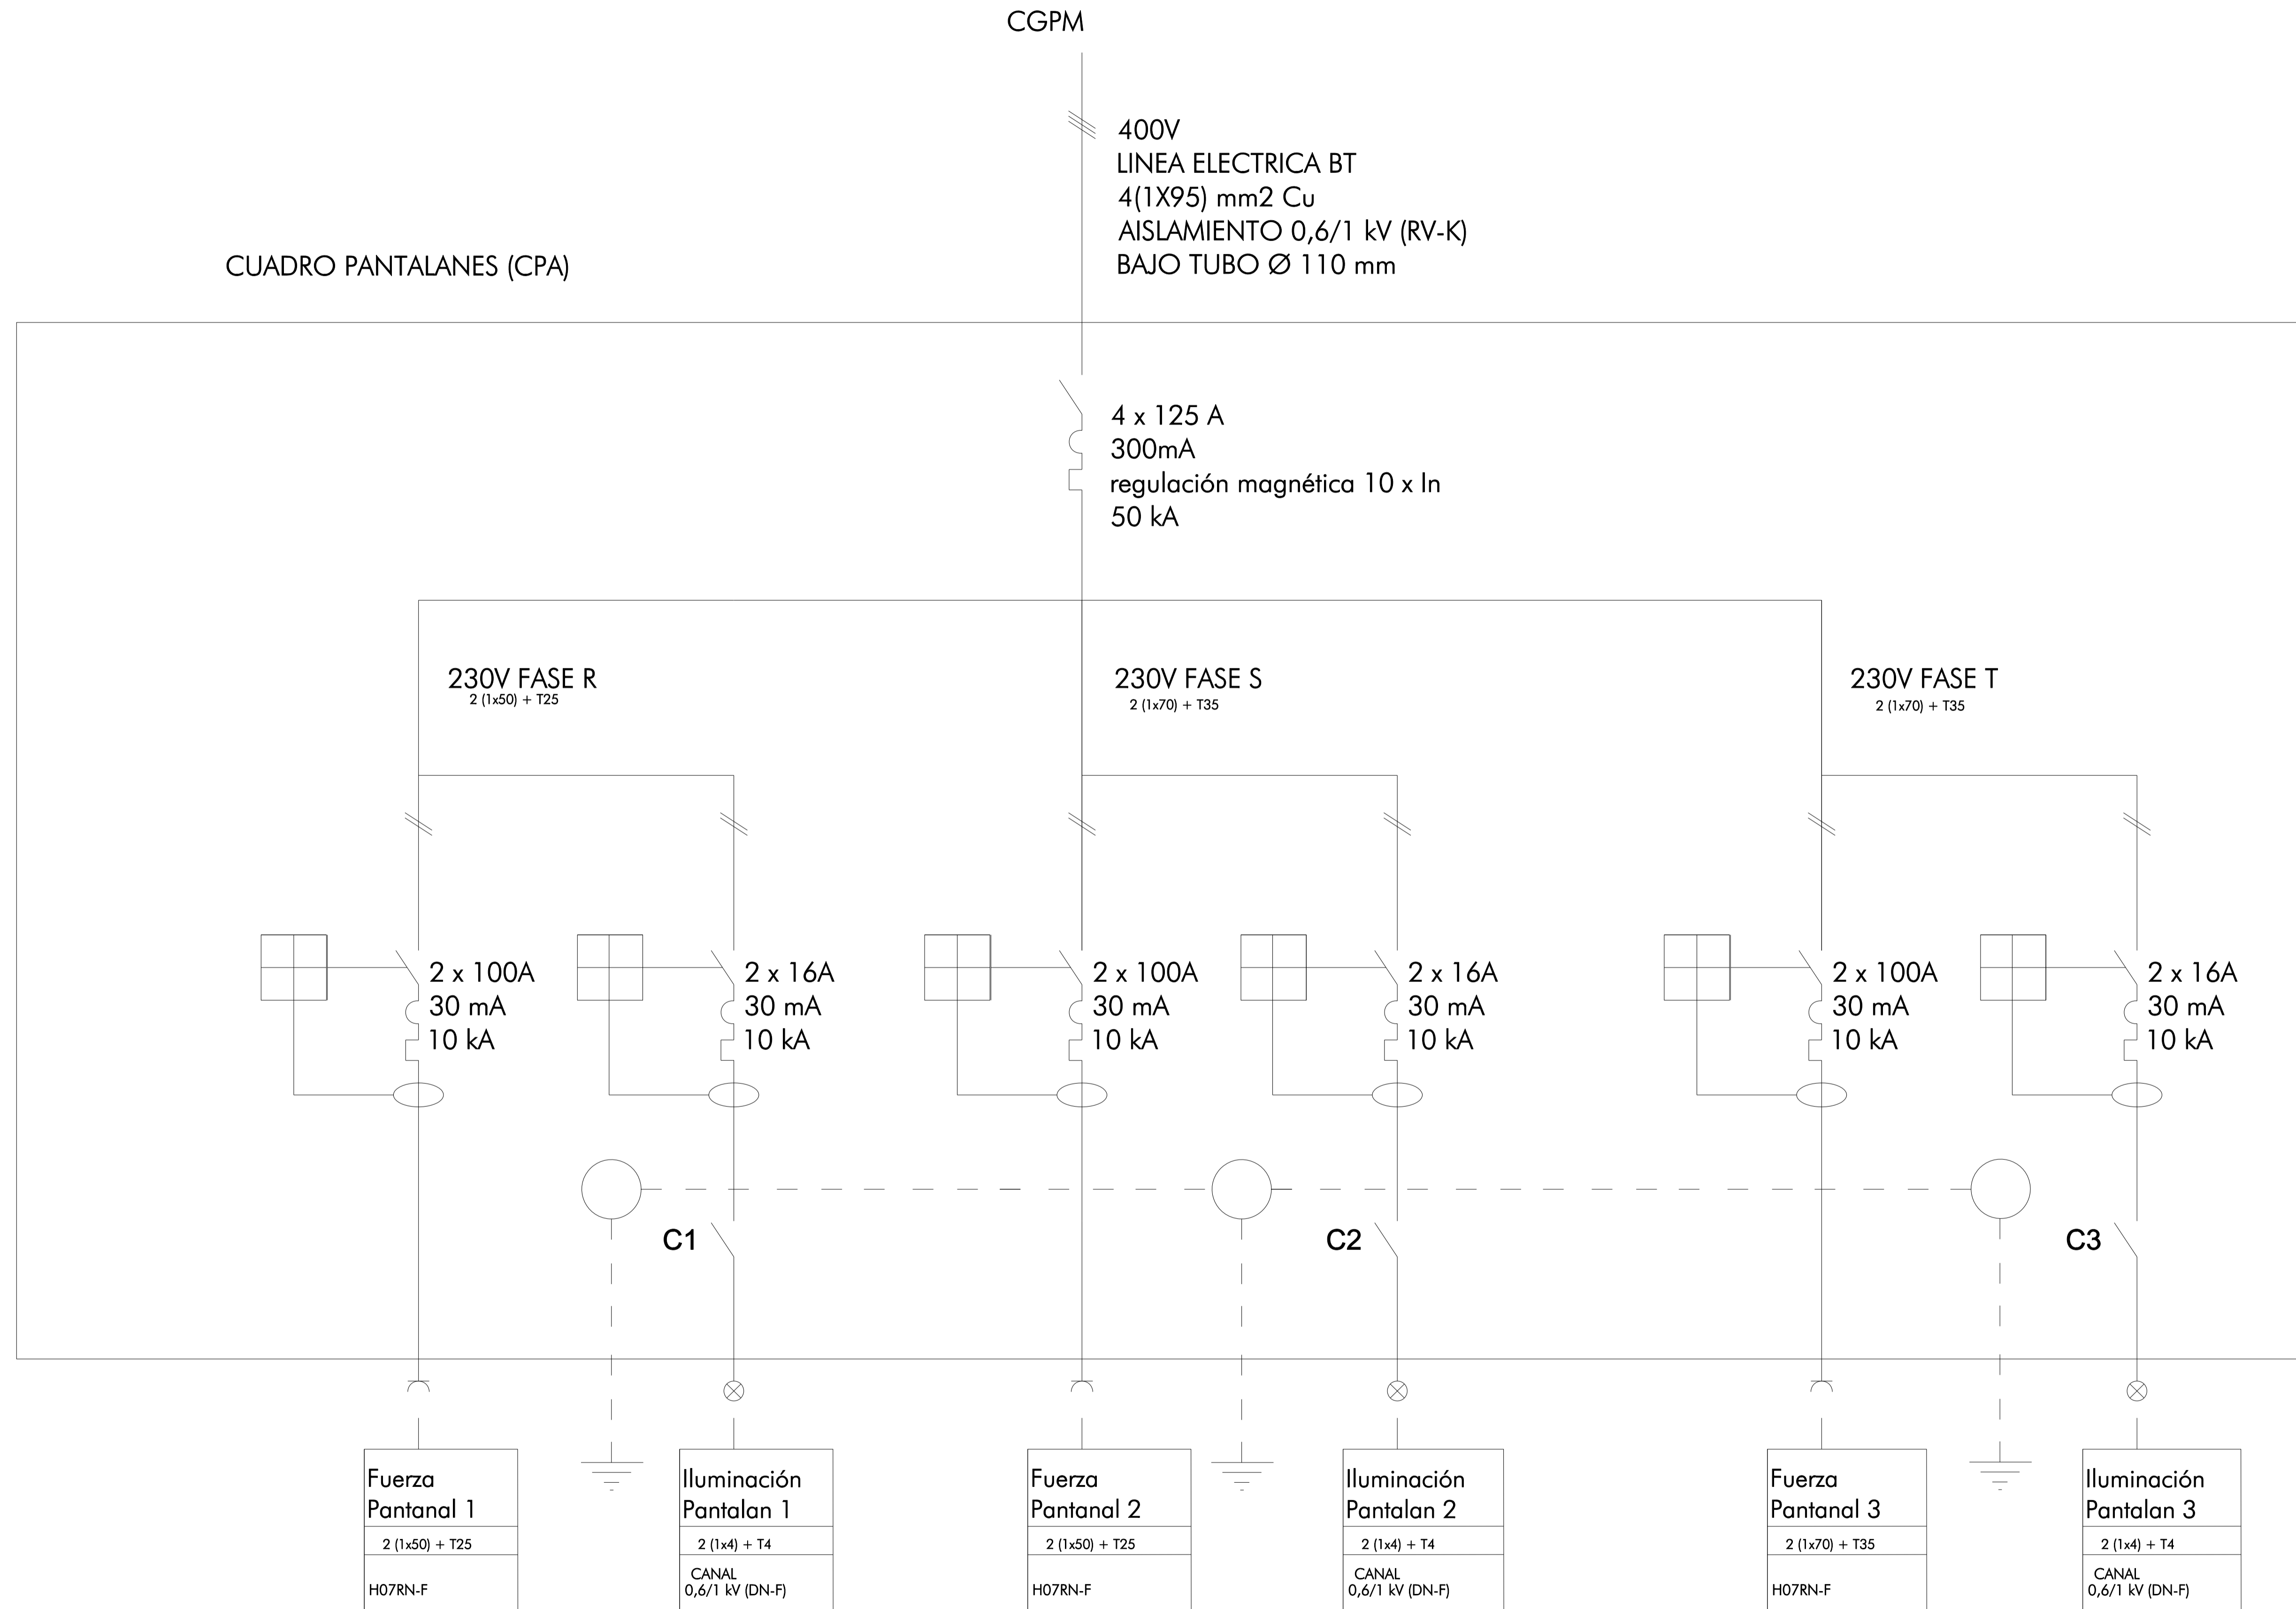 CGPM
400V
LINEA ELECTRICA BT
4(1X95) mm2 Cu
AISLAMIENTO 0,6/1 kV (RV-K)
BAJO TUBO Ø 110 mm
CUADRO PANTALANES (CPA)
4 x 125 A
300mA
regulación magnética 10 x In
50 kA
230V FASE R
2 (1x50) + T25
230V FASE S
2 (1x70) + T35
230V FASE T
2 (1x70) + T35
2 x 100A
30 mA
10 kA
2 x 16A
30 mA
10 kA
2 x 100A
30 mA
10 kA
2 x 16A
30 mA
10 kA
2 x 100A
30 mA
10 kA
2 x 16A
30 mA
10 kA
C1
C2
C3
Fuerza
Pantanal 1
2 (1x50) + T25
H07RN-F
Iluminación
Pantalan 1
2 (1x4) + T4
CANAL
0,6/1 kV (DN-F)
Fuerza
Pantanal 2
2 (1x50) + T25
H07RN-F
Iluminación
Pantalan 2
2 (1x4) + T4
CANAL
0,6/1 kV (DN-F)
Fuerza
Pantanal 3
2 (1x70) + T35
H07RN-F
Iluminación
Pantalan 3
2 (1x4) + T4
CANAL
0,6/1 kV (DN-F)